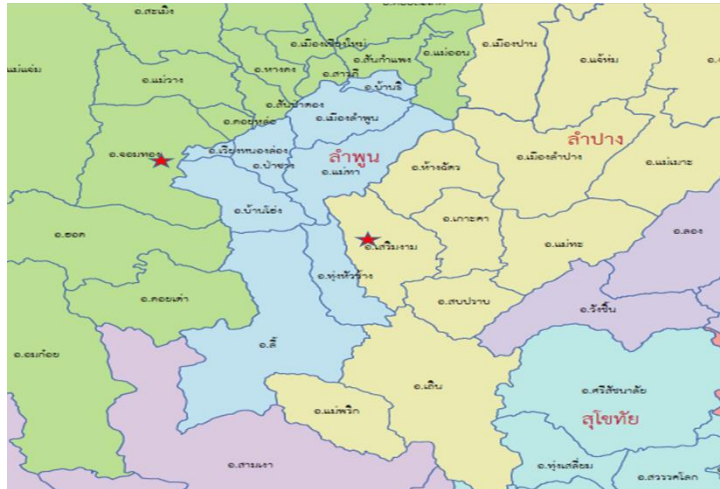 อ.สะเมิง
อ.เมืองเชียงใหม่
อ.เมืองปาน
อ.แจ้ห่ม
อ.แม่ออน
อ.สันกำแพง
อ.หางดง
อ.สารภี
แม่แจ่ม
อ.แม่วาง
อ.บ้านธิ
อ.สันป่าตอง
อ.ดอยหล่อ
อ.เมืองลำพูน
ลำปาง
อ.จอมทอง
อ.เวียงหนองล่อง
ลำพูน
อ.เมืองลำปาง
อ.แม่เมาะ
อ.ป่าซาง
อ.แม่ทา
อ.ห้างฉัตร
อ.บ้านโฮ่ง
อ.เกาะคา
อ.ฮอด
อ.เสริมงาม
อ.แม่ทะ
อ.ลอง
อ.ทุ่งหัวช้าง
อ.ดอยเต่า
อ.สบปราบ
อ.วังชิ้น
อ.ลี้
อ.อมก๋อย
อ.เถิน
อ.ศรีสัชนาลัย
อ.แม่พริก
สุโขทัย
อ.สามเงา
อ.ทุ่งเสลี่ยม
อ.สวรรคโลก